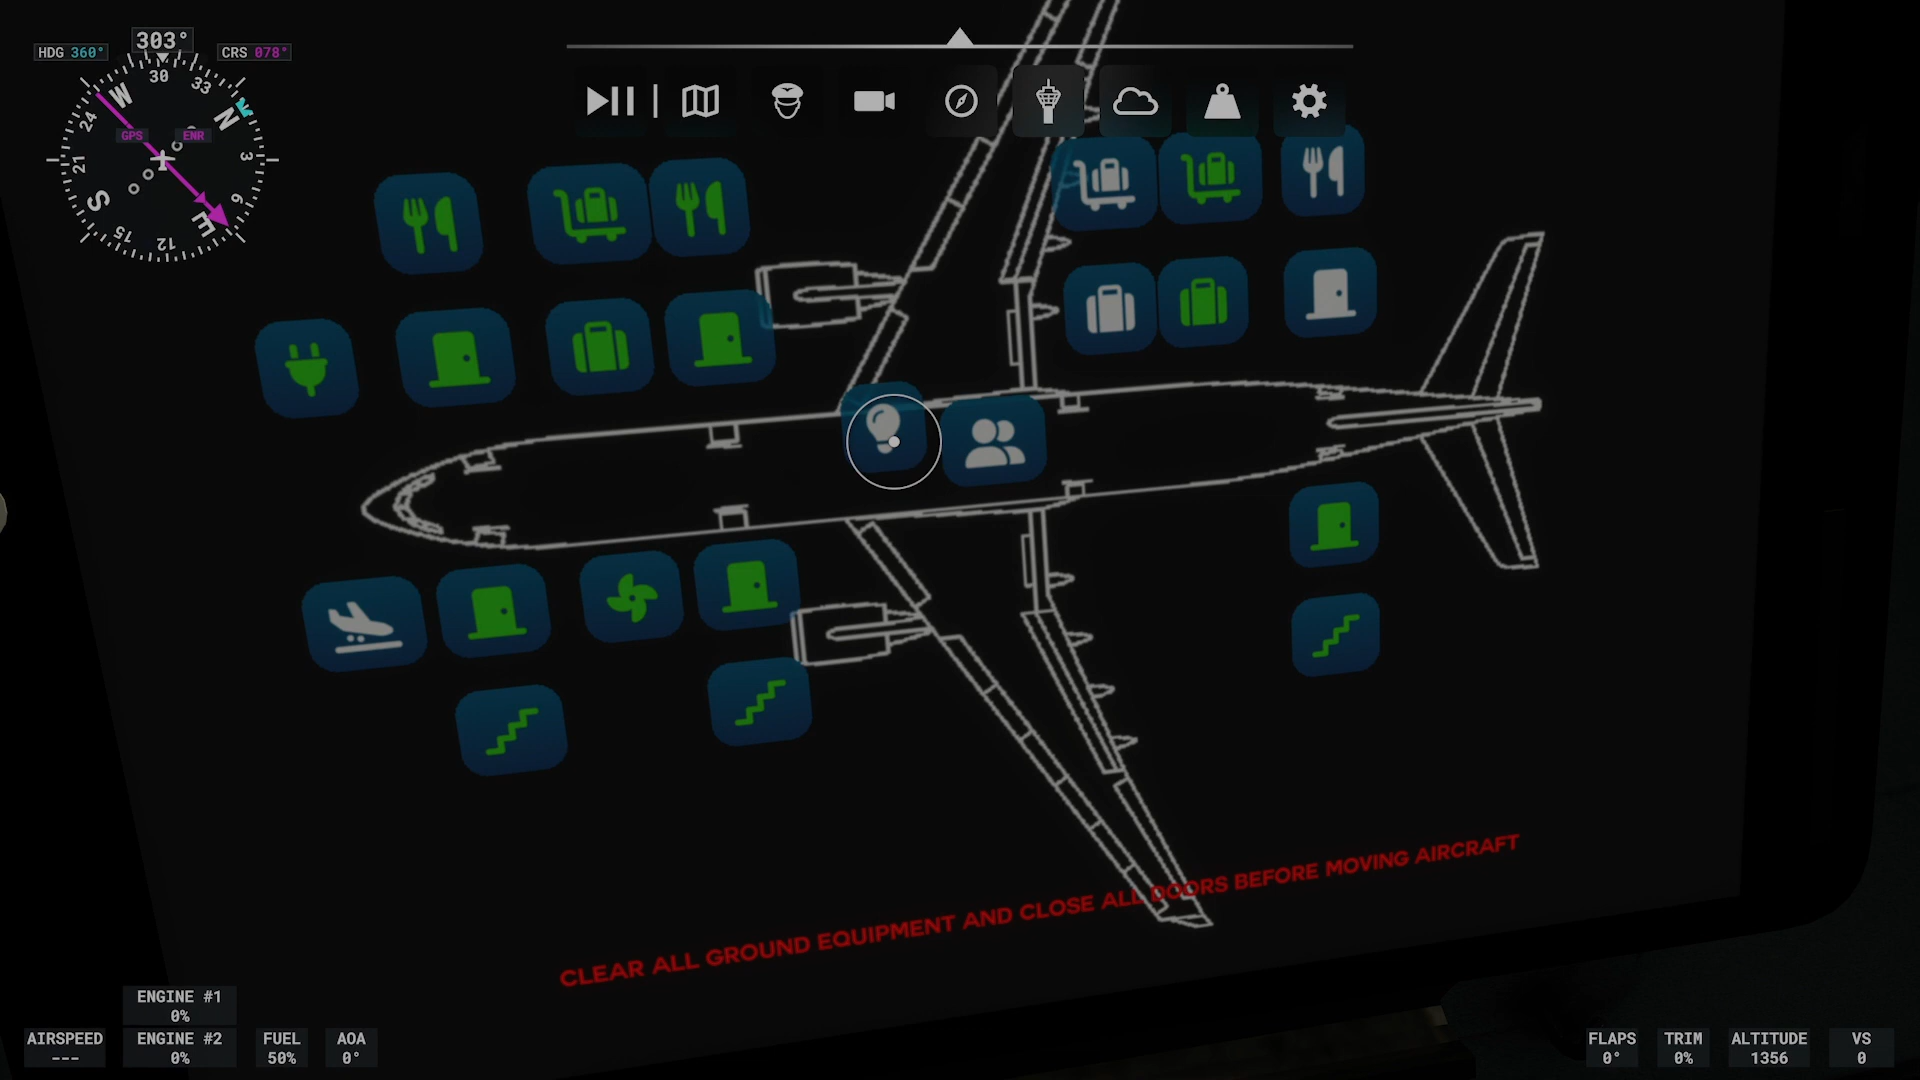 303°
HDG 360°
CRS 078°
30
33
N
3
6
E
12
15
S
21
24
W
GPS
ENR
CLEAR ALL GROUND EQUIPMENT AND CLOSE ALL DOORS BEFORE MOVING AIRCRAFT
ENGINE #1
0%
AIRSPEED
---
ENGINE #2
0%
FUEL
50%
AOA
0°
FLAPS
0°
TRIM
0%
ALTITUDE
1356
VS
0